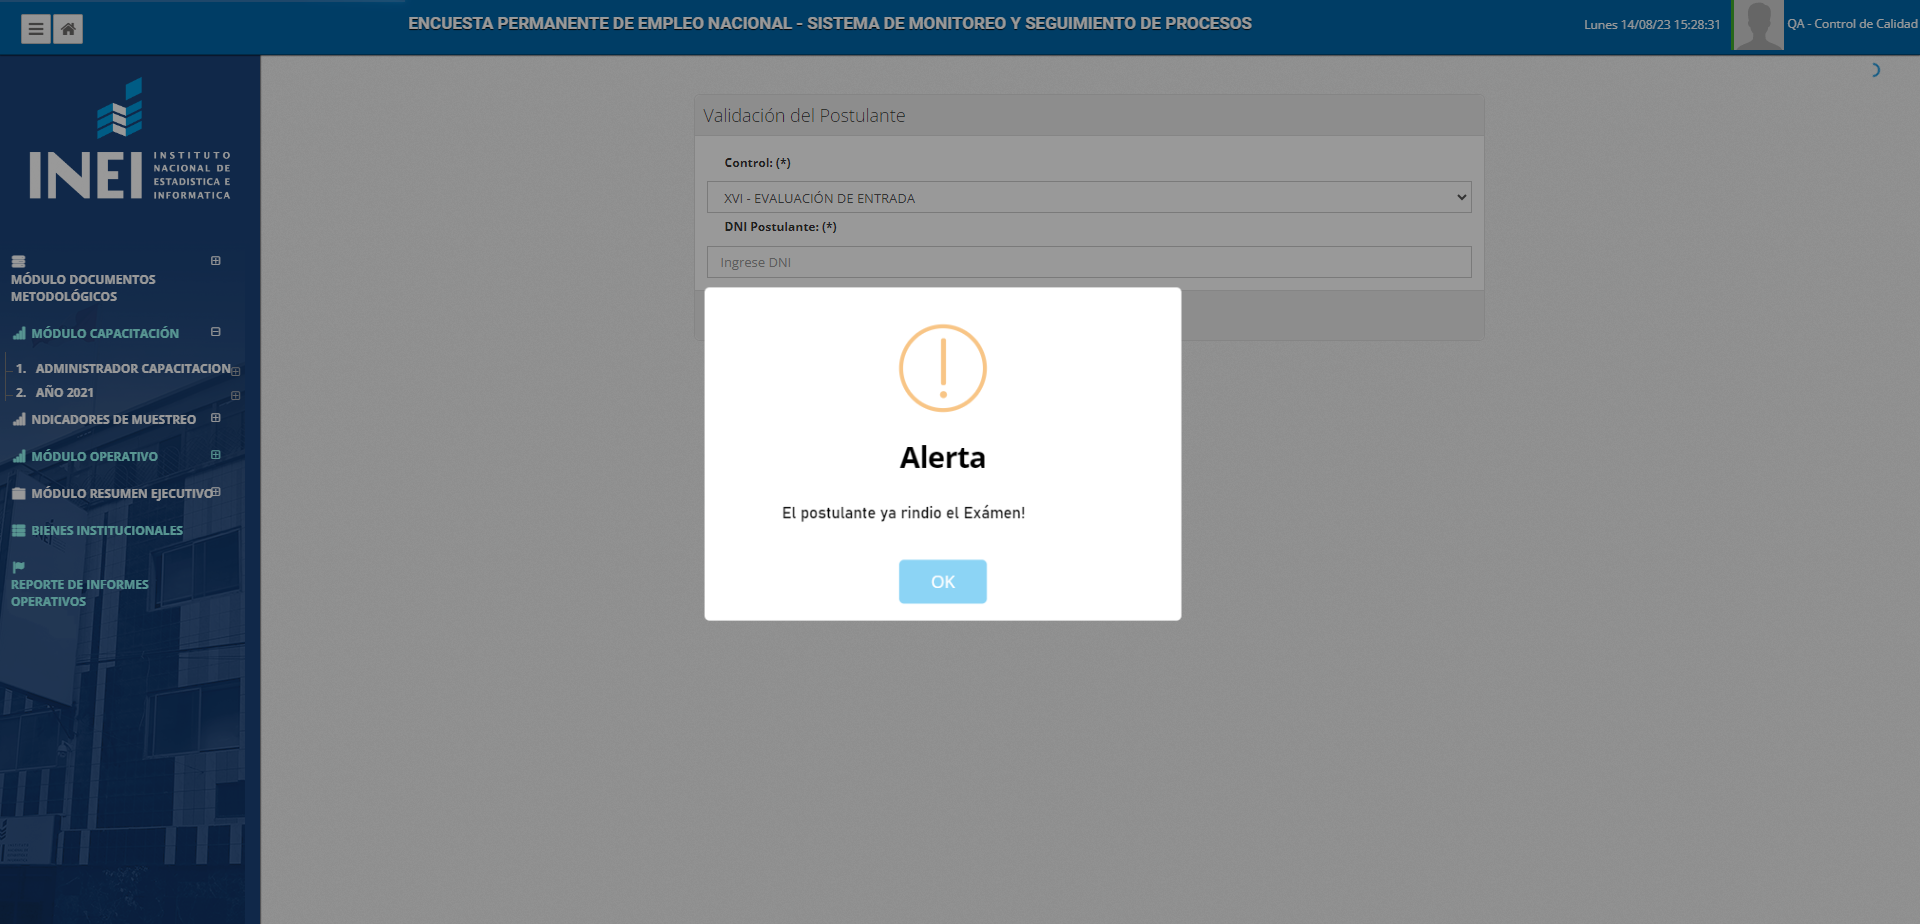 ENCUESTA PERMANENTE DE EMPLEO NACIONAL - SISTEMA DE MONITOREO Y SEGUIMIENTO DE PROCESOS
Lunes 14/08/23 15:28:31
QA - Control de Calidad
INEI
INSTITUTO
NACIONAL DE
ESTADISTICA E
INFORMATICA
MÓDULO DOCUMENTOS
METODOLÓGICOS
MÓDULO CAPACITACIÓN
1. ADMINISTRADOR CAPACITACION
2. AÑO 2021
NDICADORES DE MUESTREO
MÓDULO OPERATIVO
MÓDULO RESUMEN EJECUTIVO
BIENES INSTITUCIONALES
REPORTE DE INFORMES
OPERATIVOS
Validación del Postulante
Control: (*)
XVI - EVALUACIÓN DE ENTRADA
DNI Postulante: (*)
Ingrese DNI
Alerta
El postulante ya rindio el Exámen!
OK